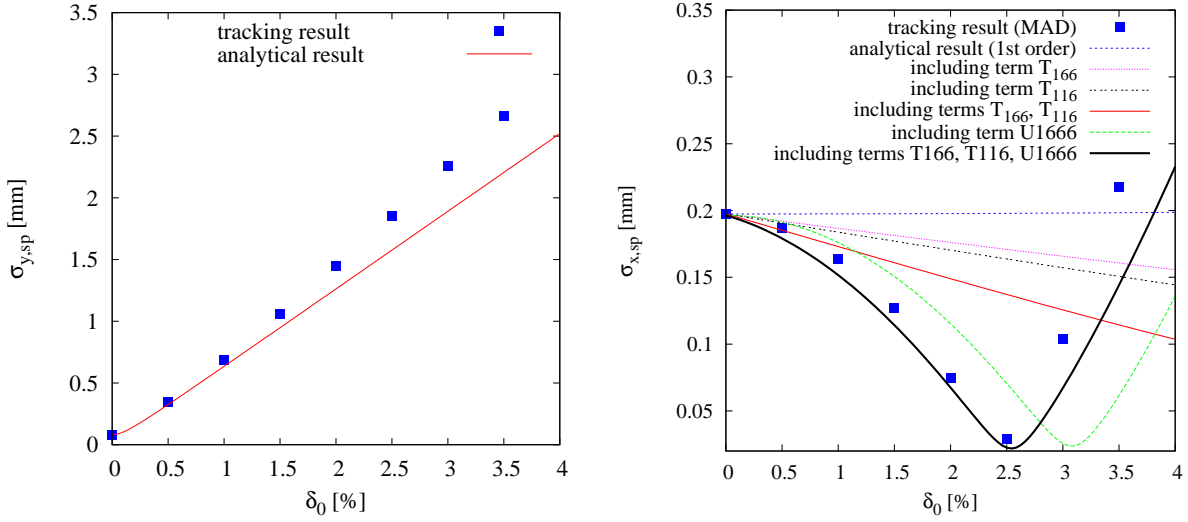 3.5
3
2.5
2
1.5
1
0.5
0
0 0.5 1 1.5 2 2.5 3 3.5 4
σy,sp [mm]
δ0 [%]
tracking result
analytical result
0.35
0.3
0.25
0.2
0.15
0.1
0.05
0 0.5 1 1.5 2 2.5 3 3.5 4
σx,sp [mm]
δ0 [%]
tracking result (MAD)
analytical result (1st order)
including term T166
including term T116
including terms T166, T116
including term U1666
including terms T166, T116, U1666